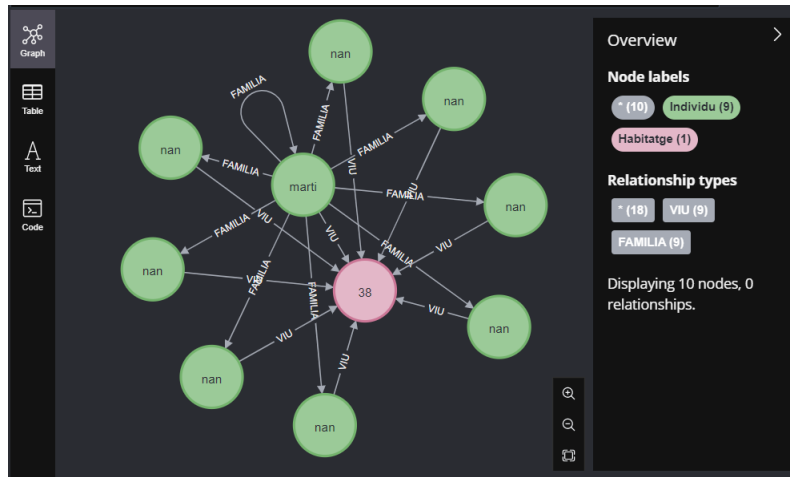 Graph
Table
Text
Code
nan
FAMILIA
FAMILIA
nan
FAMILIA
nan
FAMILIA
marti
FAMILIA
nan
VIU
VIU
VIU
VIU
FAMILIA
FAMILIA
VIU
nan
VIU
FAMILIA
FAMILIA
38
VIU
nan
VIU
VIU
nan
nan
Overview
Node labels
* (10) Individu (9)
Habitatge (1)
Relationship types
* (18) VIU (9)
FAMILIA (9)
Displaying 10 nodes, 0
relationships.